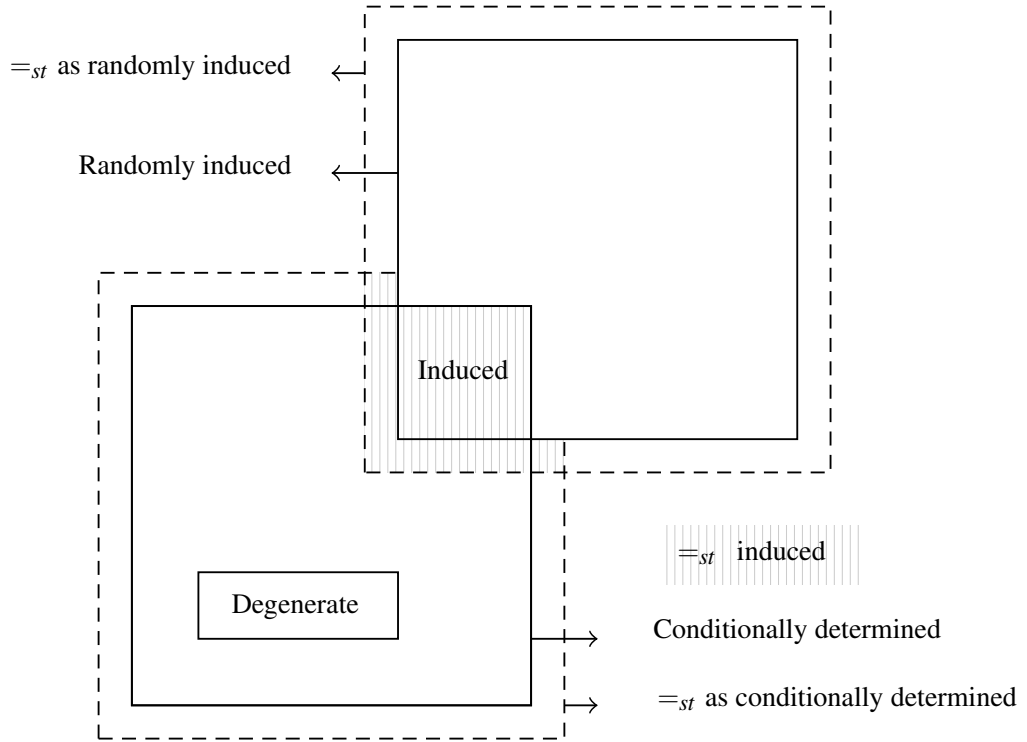 =st as randomly induced
Randomly induced
Induced
=st induced
Degenerate
Conditionally determined
=st as conditionally determined